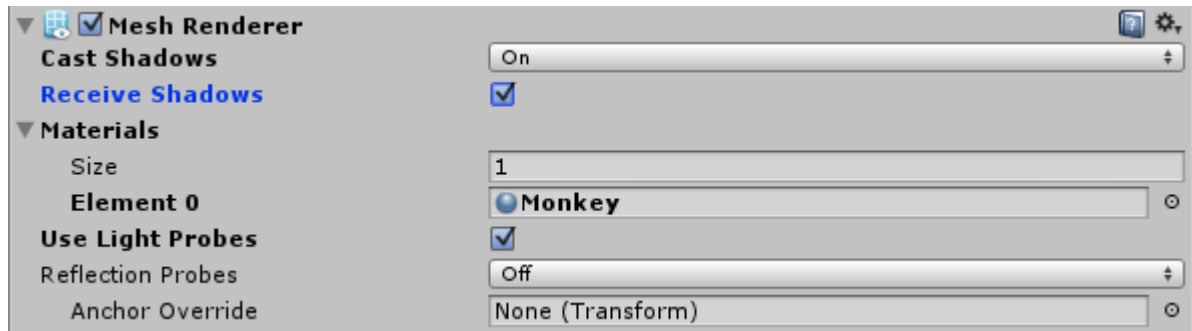 Mesh Renderer
Cast Shadows On
Receive Shadows
Materials
Size 1
Element 0 Monkey
Use Light Probes
Reflection Probes Off
Anchor Override None (Transform)